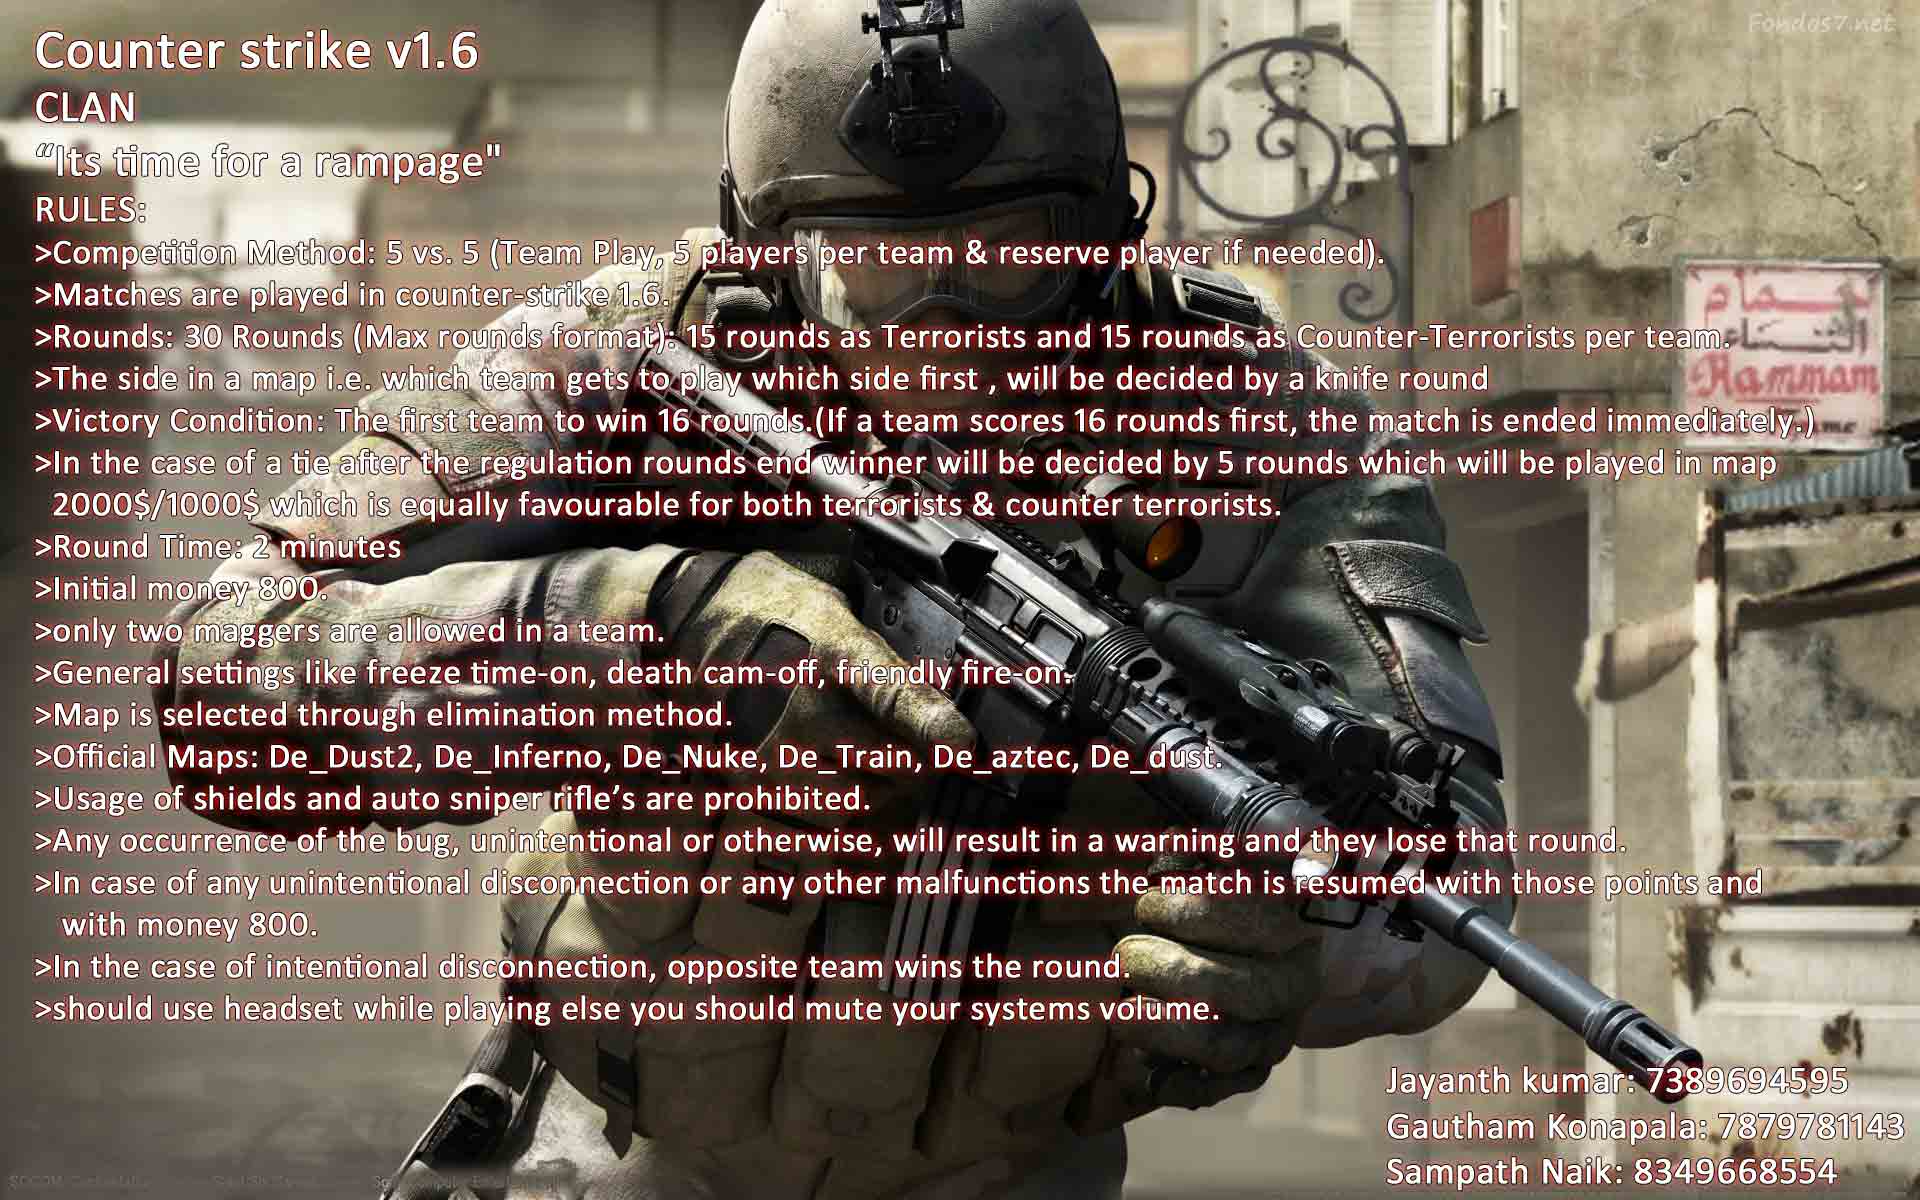 Fondos7.net
Counter strike v1.6
CLAN
“Its time for a rampage"
RULES:
>Competition Method: 5 vs. 5 (Team Play, 5 players per team & reserve player if needed).
>Matches are played in counter-strike 1.6.
>Rounds: 30 Rounds (Max rounds format): 15 rounds as Terrorists and 15 rounds as Counter-Terrorists per team.
>The side in a map i.e. which team gets to play which side first , will be decided by a knife round
>Victory Condition: The first team to win 16 rounds.(If a team scores 16 rounds first, the match is ended immediately.)
>In the case of a tie after the regulation rounds end winner will be decided by 5 rounds which will be played in map
2000$/1000$ which is equally favourable for both terrorists & counter terrorists.
>Round Time: 2 minutes
>Initial money 800.
>only two maggers are allowed in a team.
>General settings like freeze time-on, death cam-off, friendly fire-on.
>Map is selected through elimination method.
>Official Maps: De_Dust2, De_Inferno, De_Nuke, De_Train, De_aztec, De_dust.
>Usage of shields and auto sniper rifle’s are prohibited.
>Any occurrence of the bug, unintentional or otherwise, will result in a warning and they lose that round.
>In case of any unintentional disconnection or any other malfunctions the match is resumed with those points and
with money 800.
>In the case of intentional disconnection, opposite team wins the round.
>should use headset while playing else you should mute your systems volume.
حمام
النساء
Hammam
Jayanth kumar: 7389694595
Gautham Konapala: 7879781143
Sampath Naik: 8349668554